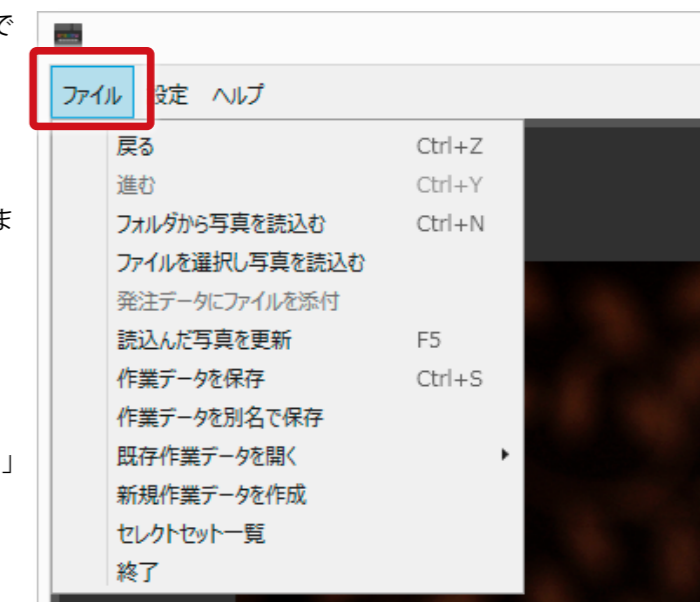 で
ファイル 設定 ヘルプ
戻る Ctrl+Z
進む Ctrl+Y
ま
フォルダから写真を読込む Ctrl+N
ファイルを選択し写真を読込む
発注データにファイルを添付
読込んだ写真を更新 F5
作業データを保存 Ctrl+S
作業データを別名で保存
」
既存作業データを開く
新規作業データを作成
セレクトセット一覧
終了